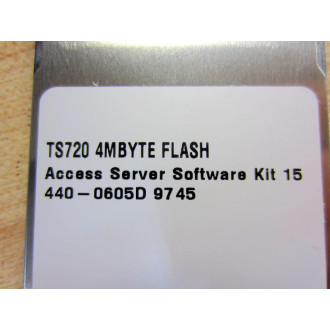 TS720 4MBYTE FLASH
Access Server Software Kit 15
440-0605D 9745